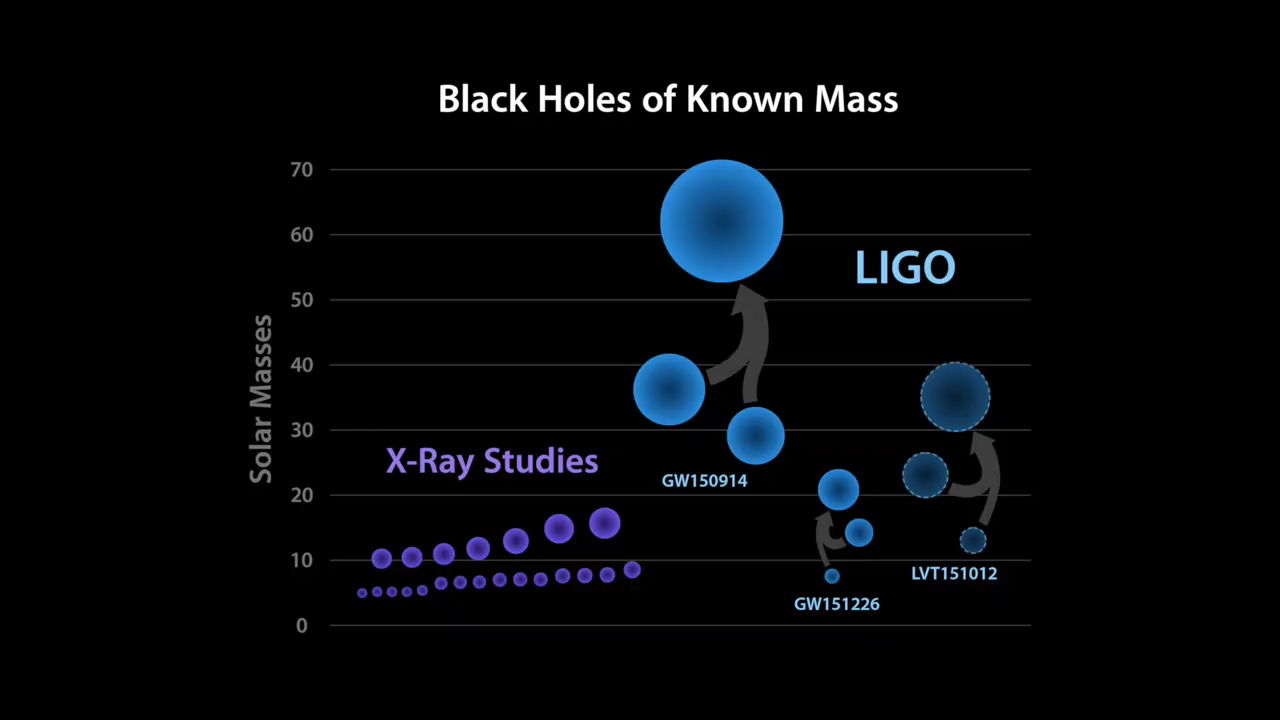 Black Holes of Known Mass
70
60
50
40
30
20
10
0
Solar Masses
LIGO
X-Ray Studies
GW150914
GW151226
LVT151012